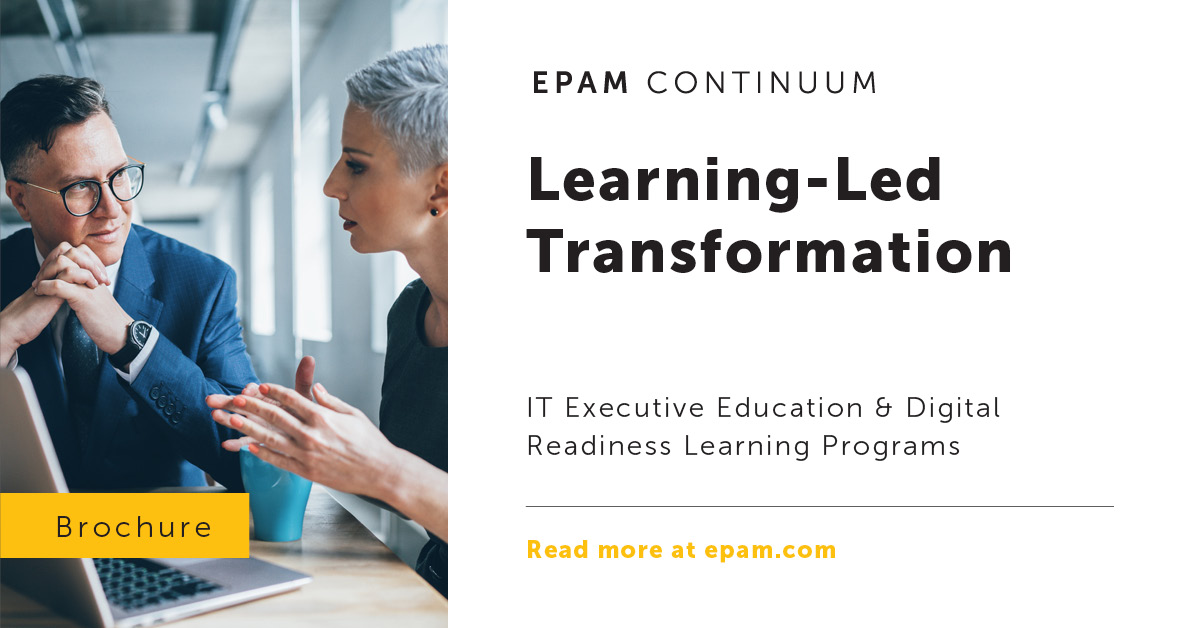 EPAM CONTINUUM
Learning-Led
Transformation
IT Executive Education & Digital
Readiness Learning Programs
Brochure
Read more at epam.com